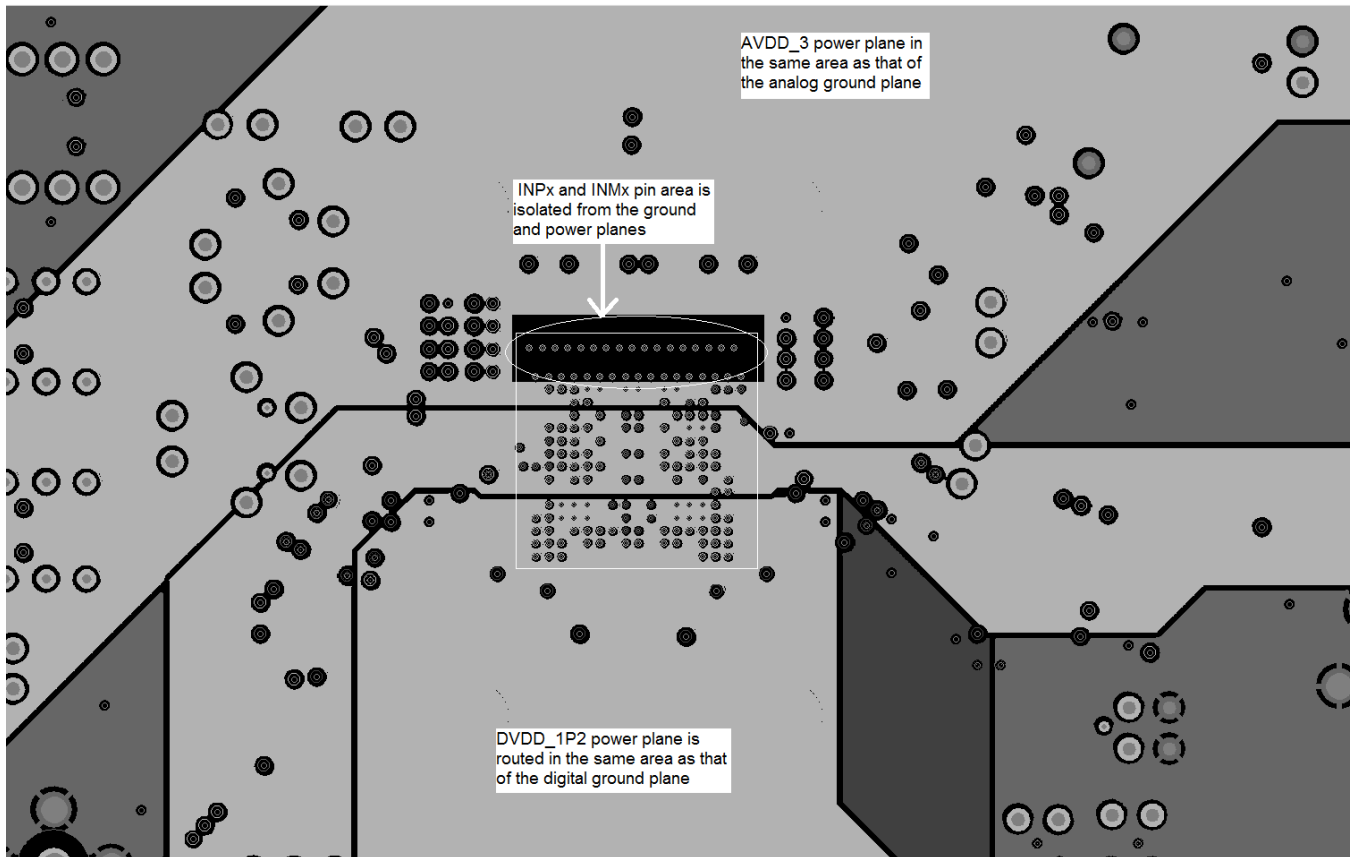 AVDD_3 power plane in
the same area as that of
the analog ground plane
INPx and INMx pin area is
isolated from the ground
and power planes
DVDD_1P2 power plane is
routed in the same area as that
of the digital ground plane